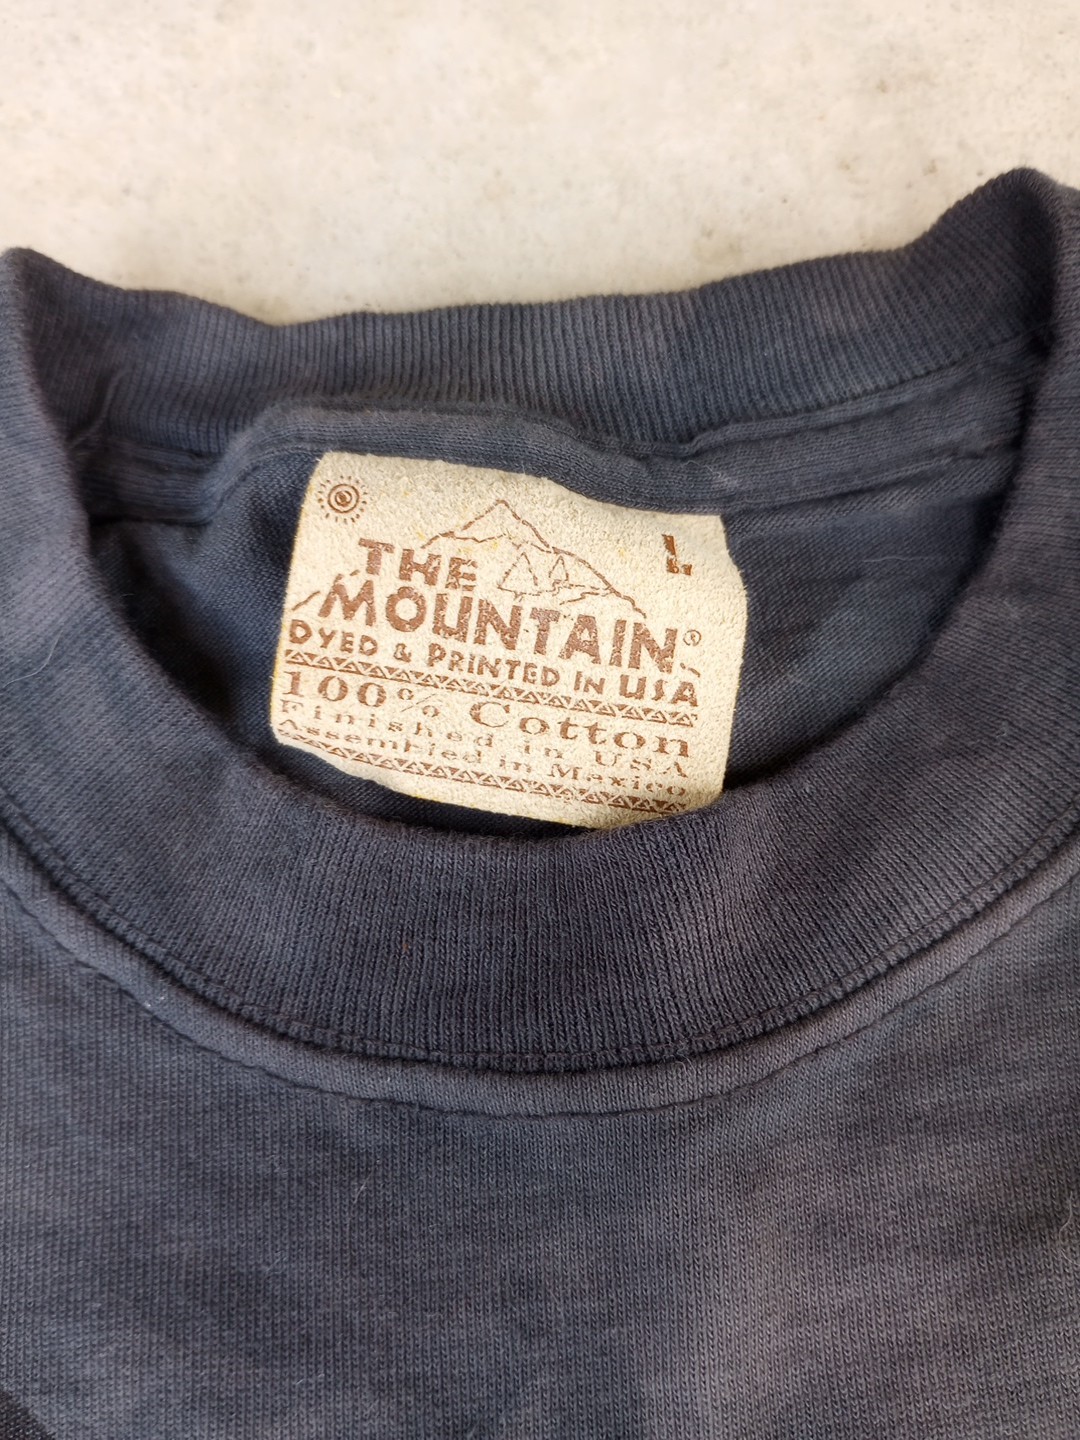 L
THE
MOUNTAIN®
DYED & PRINTED IN USA
100% Cotton
Finished in USA
Assembled in Mexico